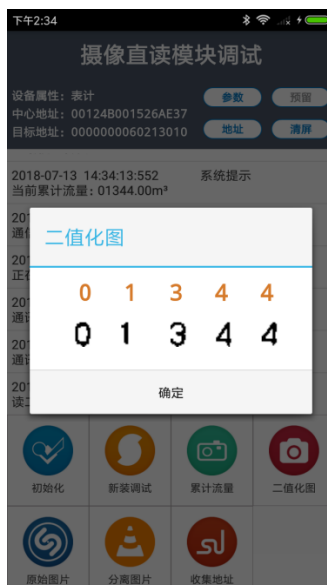 下午2:34
摄像直读模块调试
设备属性: 表计
参数
预留
中心地址: 00124B001526AE37
目标地址: 0000000060213010
地址
清屏
2018-07-13 14:34:13:552 系统提示
当前累计流量: 01344.00m³
二值化图
0 1 3 4 4
0 1 3 4 4
确定
初始化
新装调试
累计流量
二值化图
原始图片
分离图片
收集地址